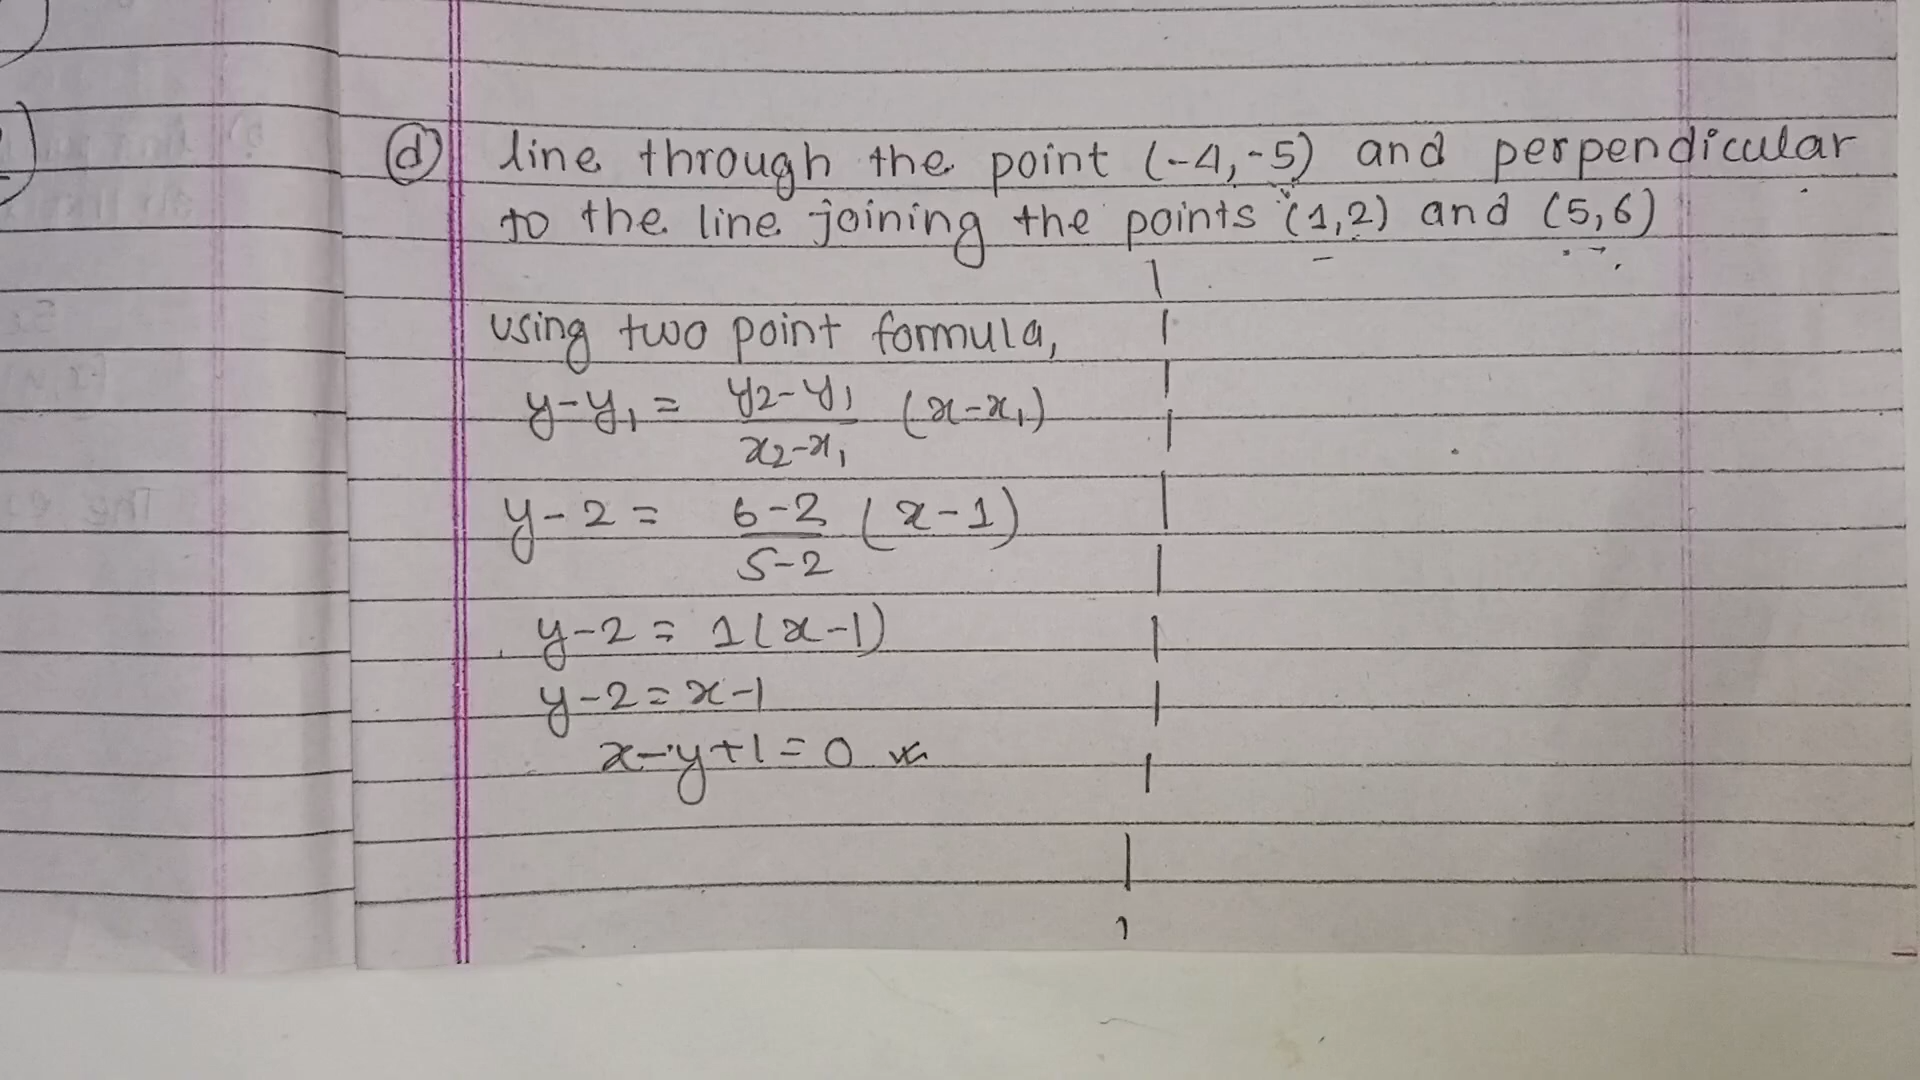 (d) line through the point (-4,-5) and perpendicular
to the line joining the points (1,2) and (5,6)
using two point formula,
y-y₁ = y₂-y₁ / x₂-x₁ (x-x₁)
y-2 = 6-2 / 5-2 (x-1)
y-2 = 1(x-1)
y-2 = x-1
x-y+1=0